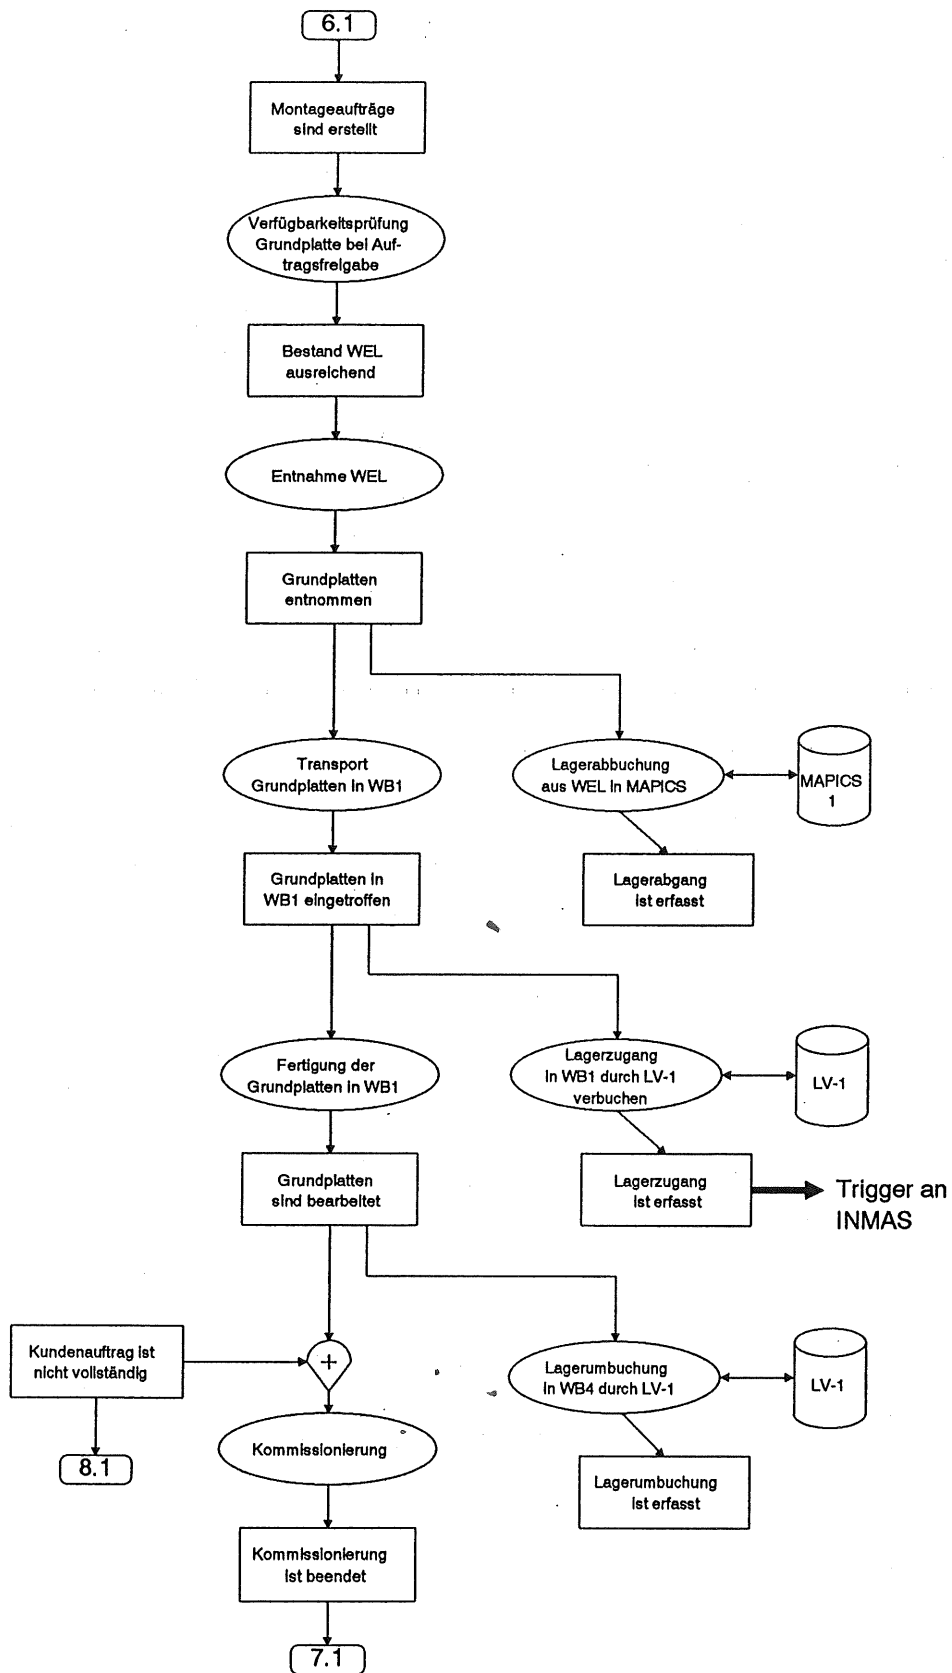 6.1
Montageaufträge
sind erstellt
Verfügbarkeitsprüfung
Grundplatte bei Auf-
tragsfreigabe
Bestand WEL
ausreichend
Entnahme WEL
Grundplatten
entnommen
Transport
Grundplatten in WB1
Lagerabbuchung
aus WEL in MAPICS
MAPICS
1
Grundplatten in
WB1 eingetroffen
Lagerabgang
ist erfasst
Fertigung der
Grundplatten in WB1
Lagerzugang
in WB1 durch LV-1
verbuchen
LV-1
Grundplatten
sind bearbeitet
Lagerzugang
ist erfasst
Trigger an
INMAS
Kundenauftrag ist
nicht vollständig
+
Lagerumbuchung
in WB4 durch LV-1
LV-1
Kommissionierung
8.1
Lagerumbuchung
ist erfasst
Kommissionierung
ist beendet
7.1